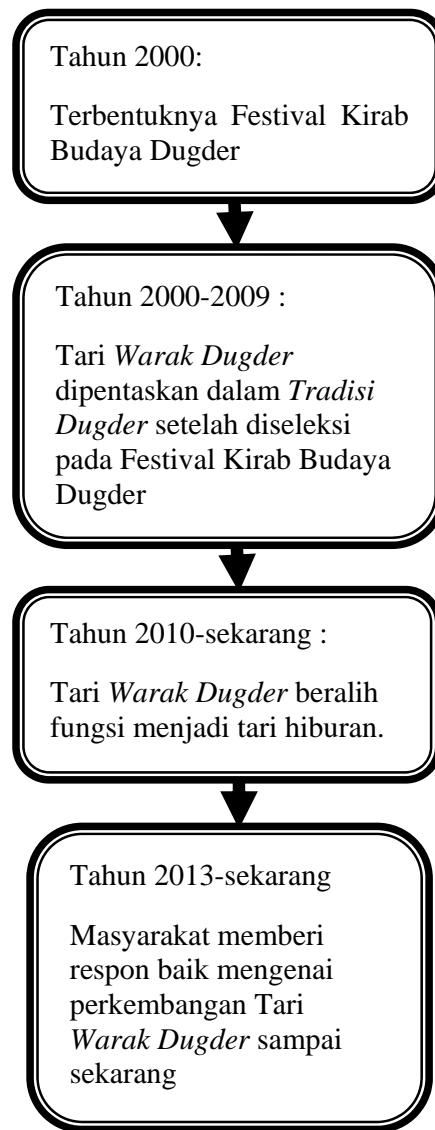 Tahun 2000:
Terbentuknya Festival Kirab
Budaya Dugder
Tahun 2000-2009 :
Tari Warak Dugder
dipentaskan dalam Tradisi
Dugder setelah diseleksi
pada Festival Kirab Budaya
Dugder
Tahun 2010-sekarang :
Tari Warak Dugder beralih
fungsi menjadi tari hiburan.
Tahun 2013-sekarang
Masyarakat memberi
respon baik mengenai
perkembangan Tari
Warak Dugder sampai
sekarang